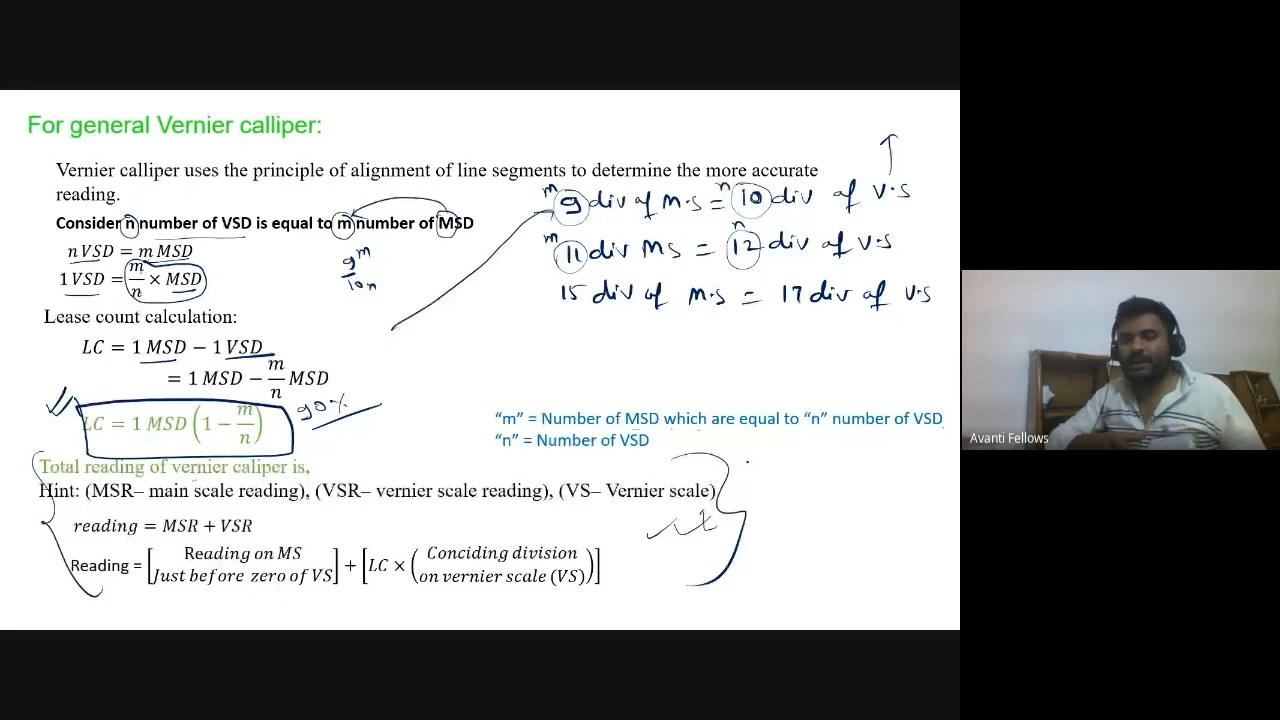 For general Vernier calliper:
Vernier calliper uses the principle of alignment of line segments to determine the more accurate
reading.
Consider n number of VSD is equal to m number of MSD
n VSD = m MSD
1 VSD = m/n × MSD
9 m
10 n
Lease count calculation:
LC = 1 MSD − 1 VSD
= 1 MSD − m/n MSD
LC = 1 MSD (1 − m/n)
90%
m 9 div of M.S = n 10 div of V.S
m 11 div MS = n 12 div of V.S
15 div of M.S = 17 div of V.S
"m" = Number of MSD which are equal to "n" number of VSD
"n" = Number of VSD
Total reading of vernier caliper is,
Hint: (MSR– main scale reading), (VSR– vernier scale reading), (VS– Vernier scale)
reading = MSR + VSR
Reading = [Reading on MS
Just before zero of VS] + [LC × (Conciding division
on vernier scale (VS))]
Avanti Fellows